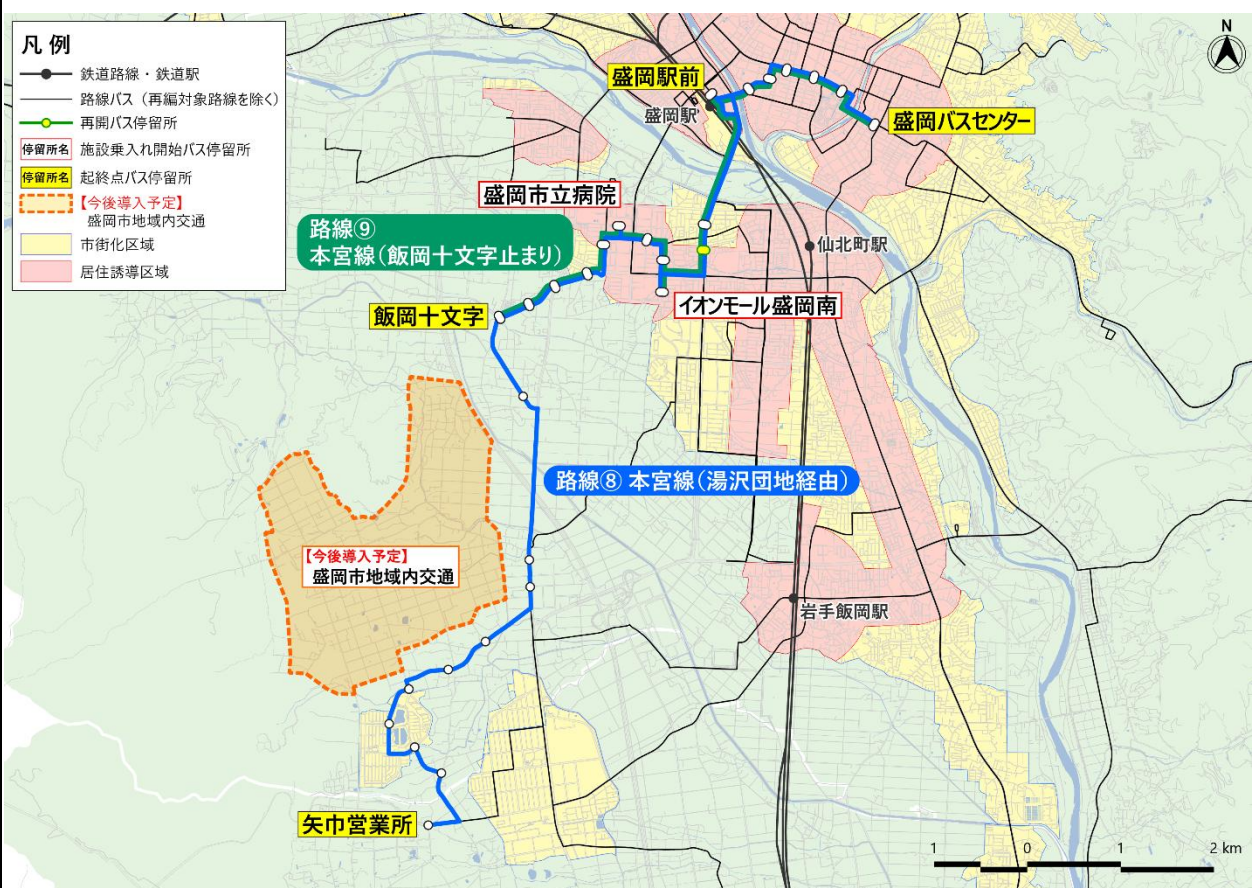 凡 例
鉄道路線・鉄道駅
路線バス（再編対象路線を除く）
再開バス停留所
停留所名 施設乗入れ開始バス停留所
停留所名 起終点バス停留所
【今後導入予定】
盛岡市地域内交通
市街化区域
居住誘導区域
N
盛岡駅前
盛岡駅
盛岡バスセンター
盛岡市立病院
路線⑨
本宮線（飯岡十文字止まり）
仙北町駅
イオンモール盛岡南
飯岡十文字
路線⑧ 本宮線（湯沢団地経由）
【今後導入予定】
盛岡市地域内交通
岩手飯岡駅
矢巾営業所
1 0 1 2 km